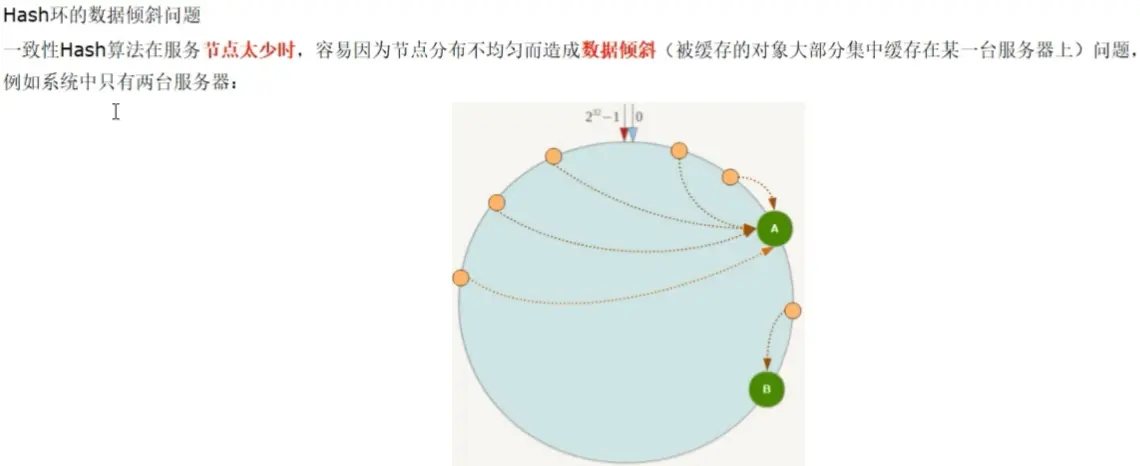 Hash环的数据倾斜问题
一致性Hash算法在服务节点太少时，容易因为节点分布不均匀而造成数据倾斜（被缓存的对象大部分集中缓存在某一台服务器上）问题，
例如系统中只有两台服务器：
2³²−1 0
A
B